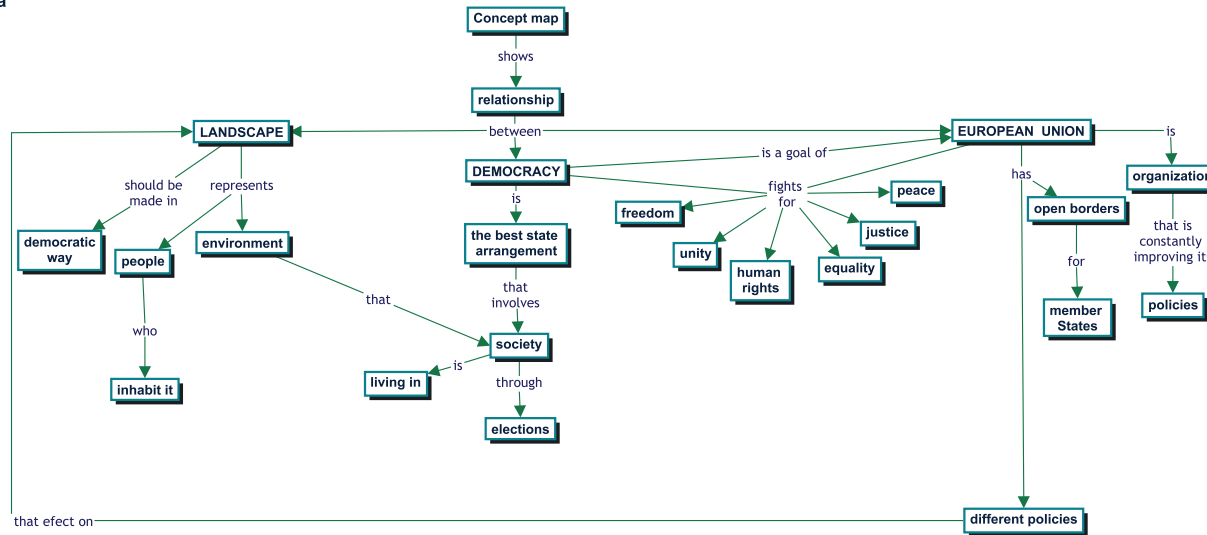 a
Concept map
shows
relationship
LANDSCAPE
between
EUROPEAN UNION
is
DEMOCRACY
is a goal of
should be
made in
represents
is
fights
for
has
organization
peace
freedom
open borders
democratic
way
people
environment
the best state
arrangement
unity
human
rights
equality
justice
that is
constantly
improving it
for
that
that
involves
policies
member
States
who
society
is
living in
through
inhabit it
elections
that efect on
different policies